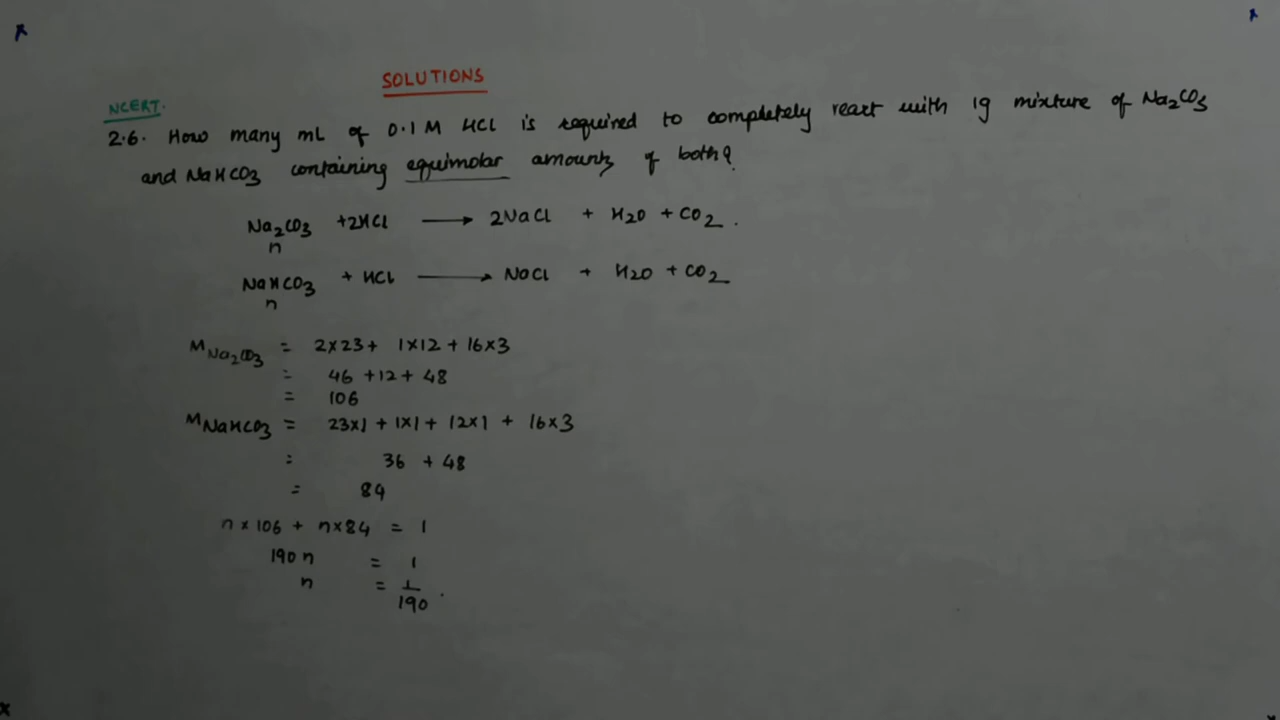 SOLUTIONS
NCERT.
2.6. How many mL of 0.1 M HCl is required to completely react with 1g mixture of Na2CO3
and NaHCO3 containing equimolar amounts of both?
Na2CO3 +2HCl ⟶ 2NaCl + H2O + CO2.
n
NaHCO3 + HCl ⟶ NaCl + H2O + CO2
n
M Na2CO3 = 2×23+ 1×12 + 16×3
= 46 +12+ 48
= 106
M NaHCO3 = 23×1 + 1×1 + 12×1 + 16×3
= 36 + 48
= 84
n × 106 + n×84 = 1
190 n = 1
n = 1/190.